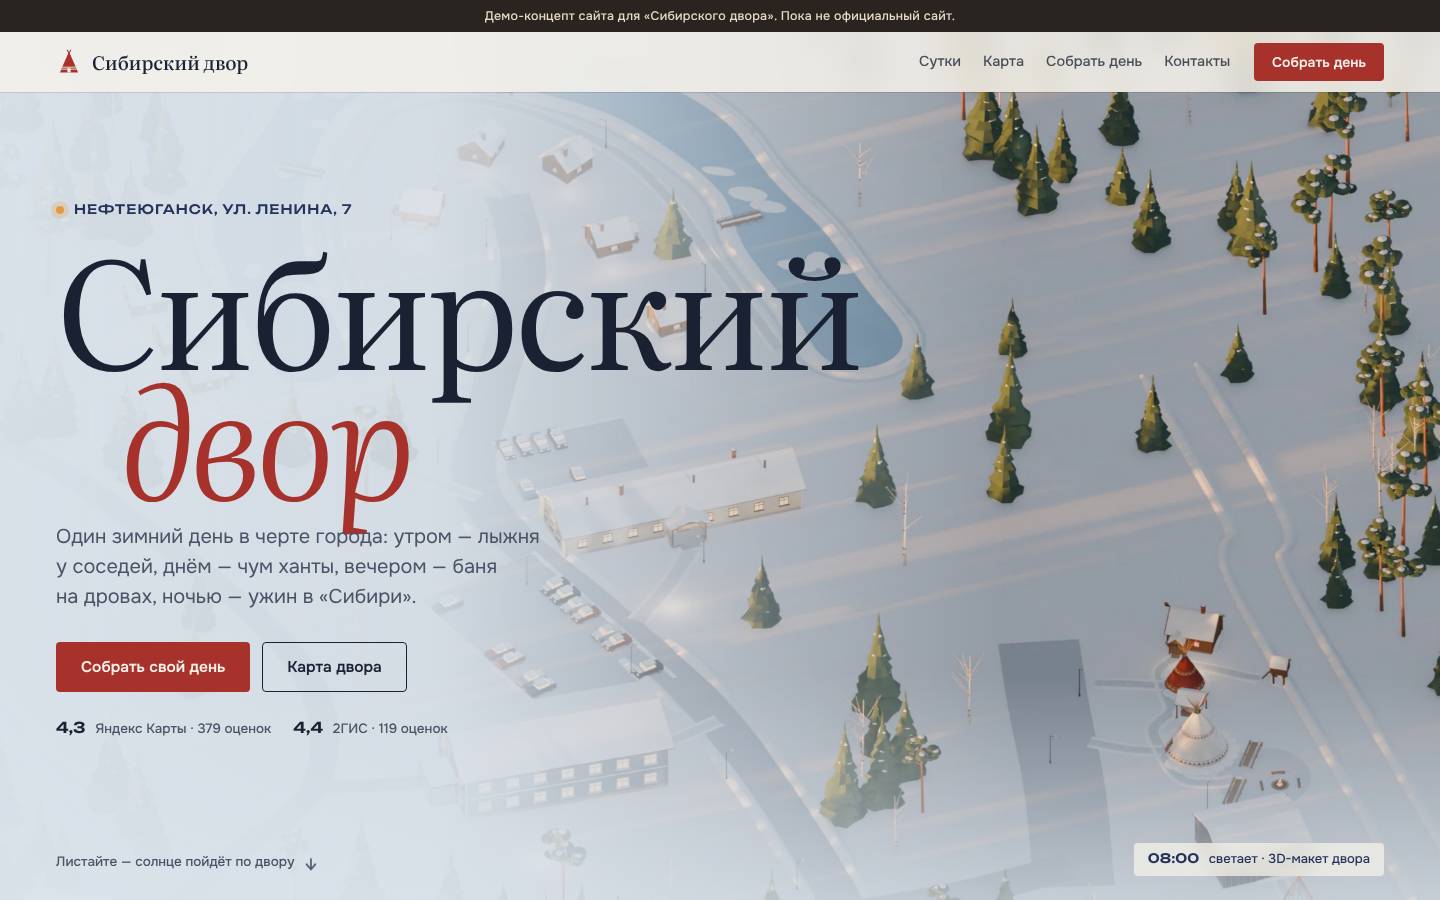 Демо-концепт сайта для «Сибирского двора». Пока не официальный сайт.
Сибирский двор
Сутки
Карта
Собрать день
Контакты
Собрать день
НЕФТЕЮГАНСК, УЛ. ЛЕНИНА, 7
Сибирский
двор
Один зимний день в черте города: утром — лыжня
у соседей, днём — чум ханты, вечером — баня
на дровах, ночью — ужин в «Сибири».
Собрать свой день
Карта двора
4,3 Яндекс Карты · 379 оценок 4,4 2ГИС · 119 оценок
Листайте — солнце пойдёт по двору ↓
08:00 светает · 3D-макет двора